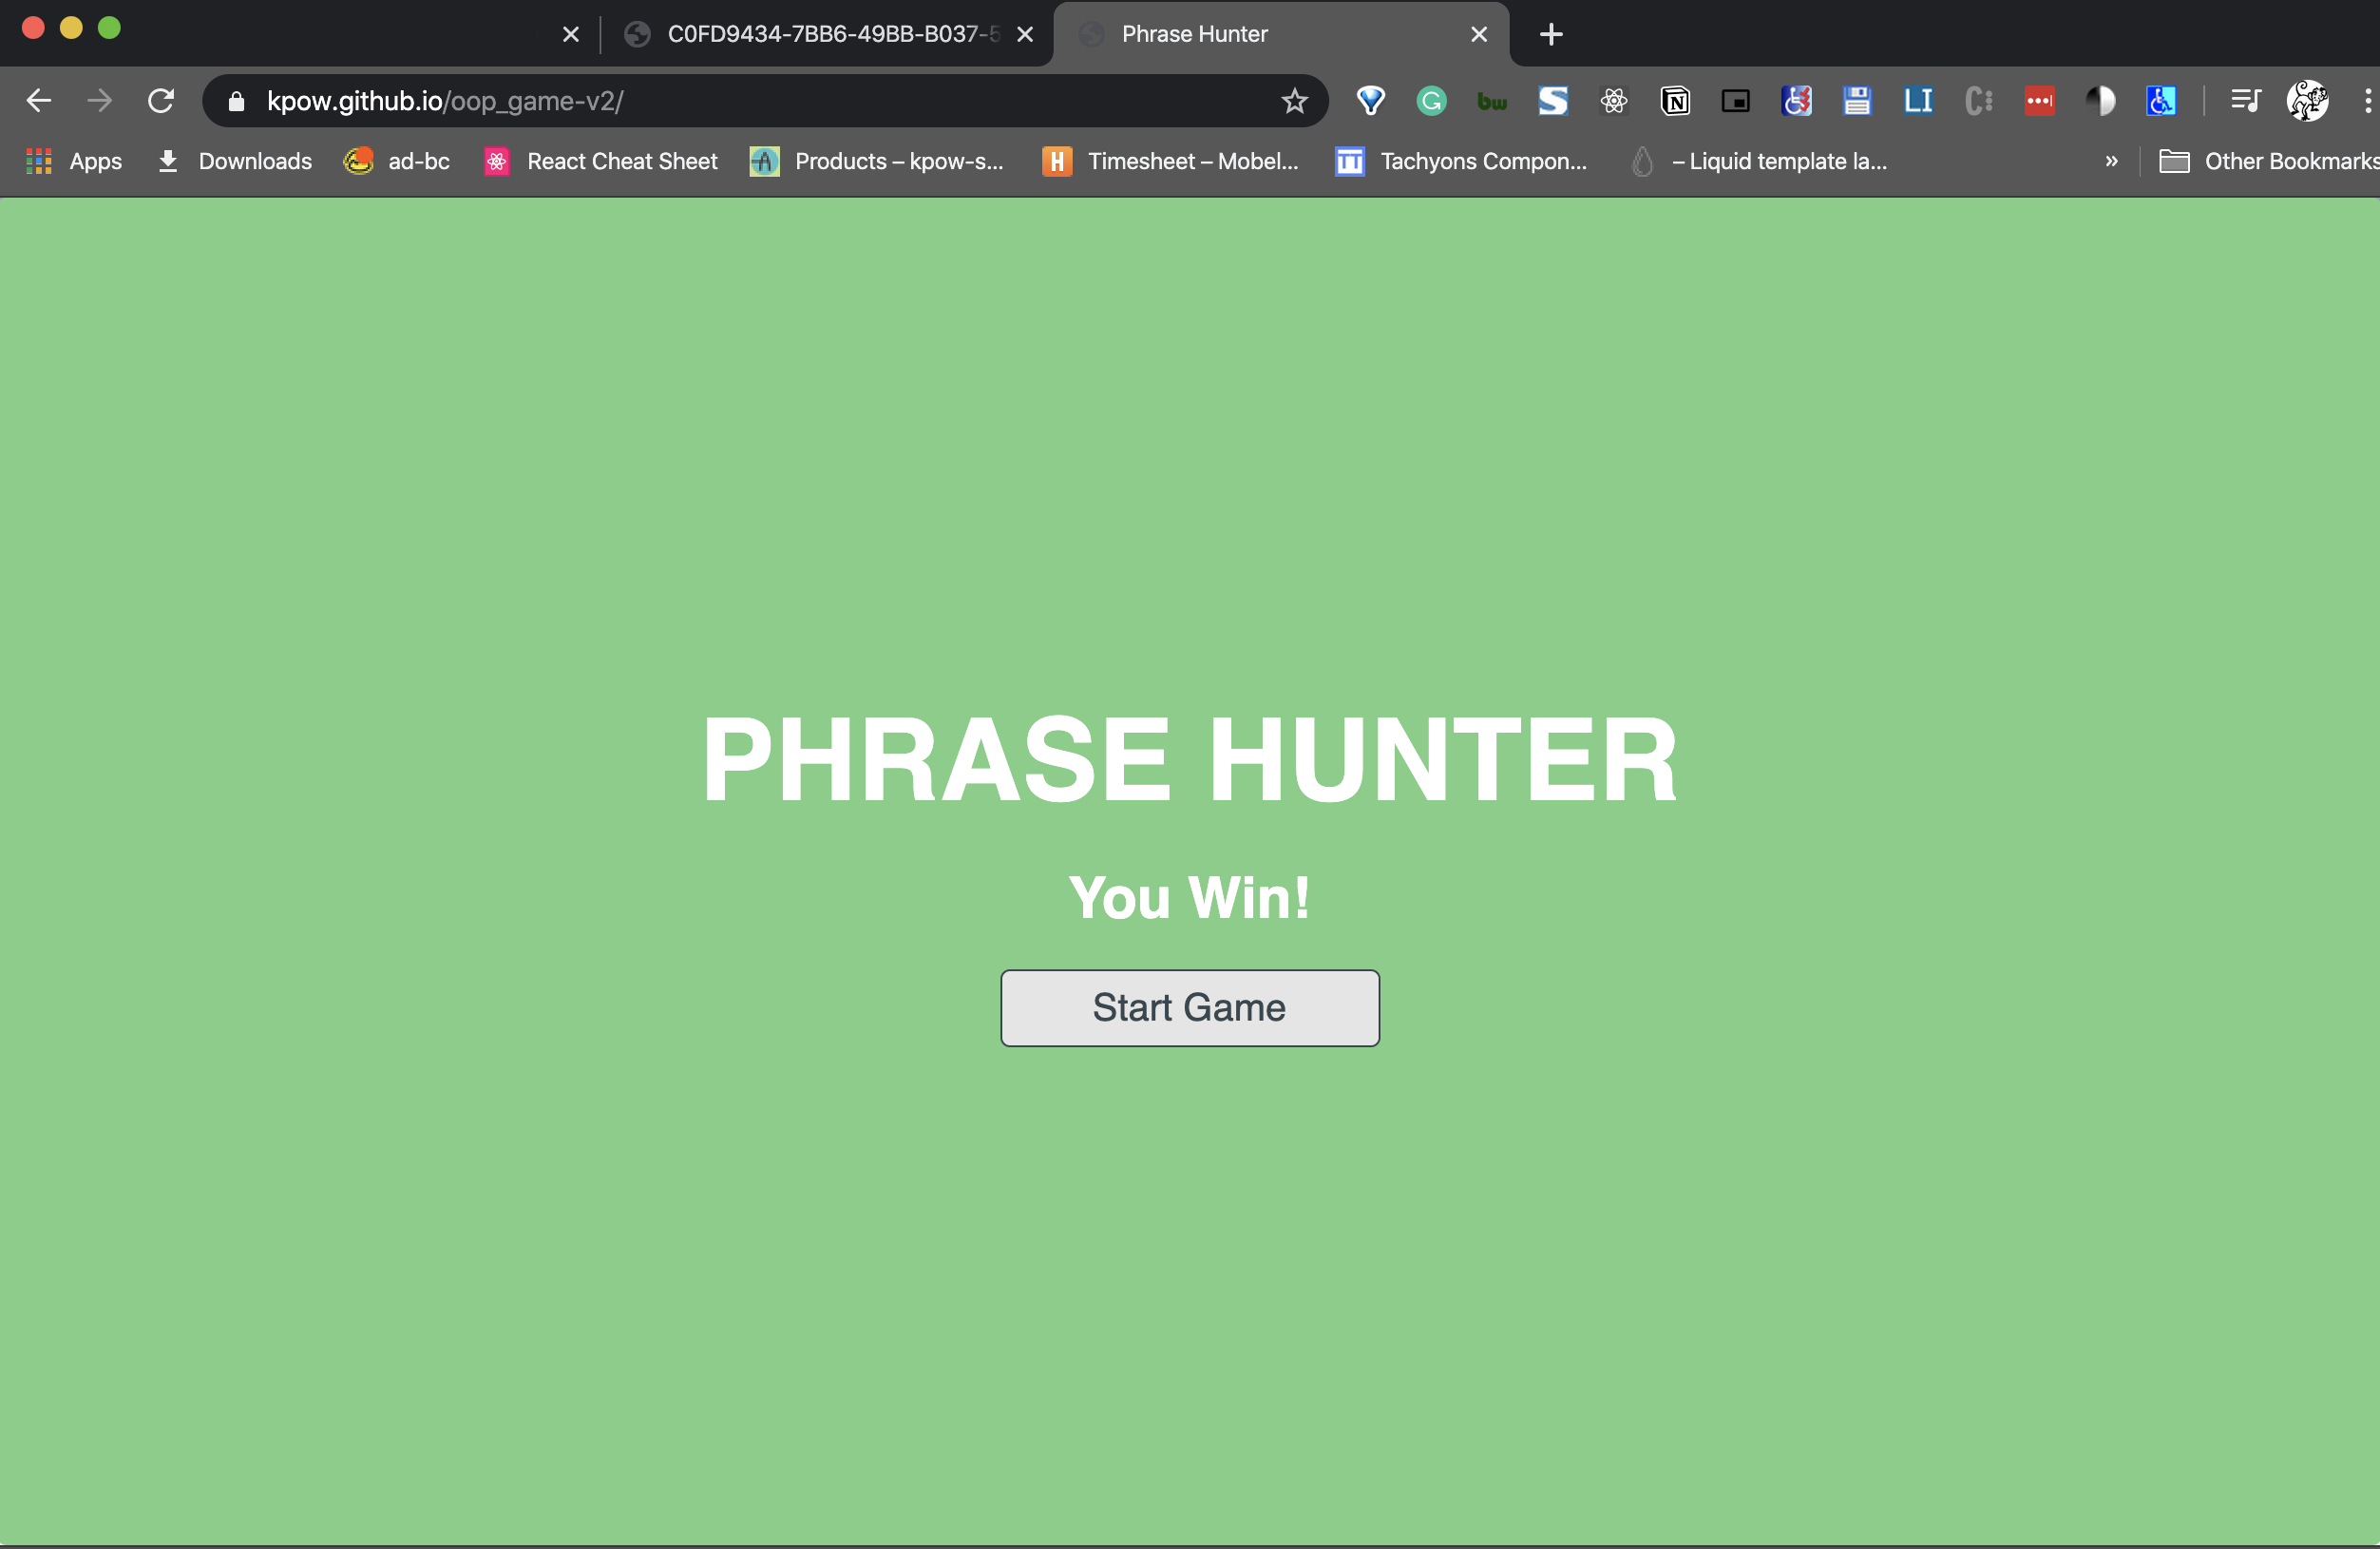 C0FD9434-7BB6-49BB-B037-5
Phrase Hunter
kpow.github.io/oop_game-v2/
bw
LI
Apps
Downloads
ad-bc
React Cheat Sheet
Products – kpow-s...
H
Timesheet – Mobel...
Tachyons Compon...
– Liquid template la...
»
Other Bookmarks
PHRASE HUNTER
You Win!
Start Game